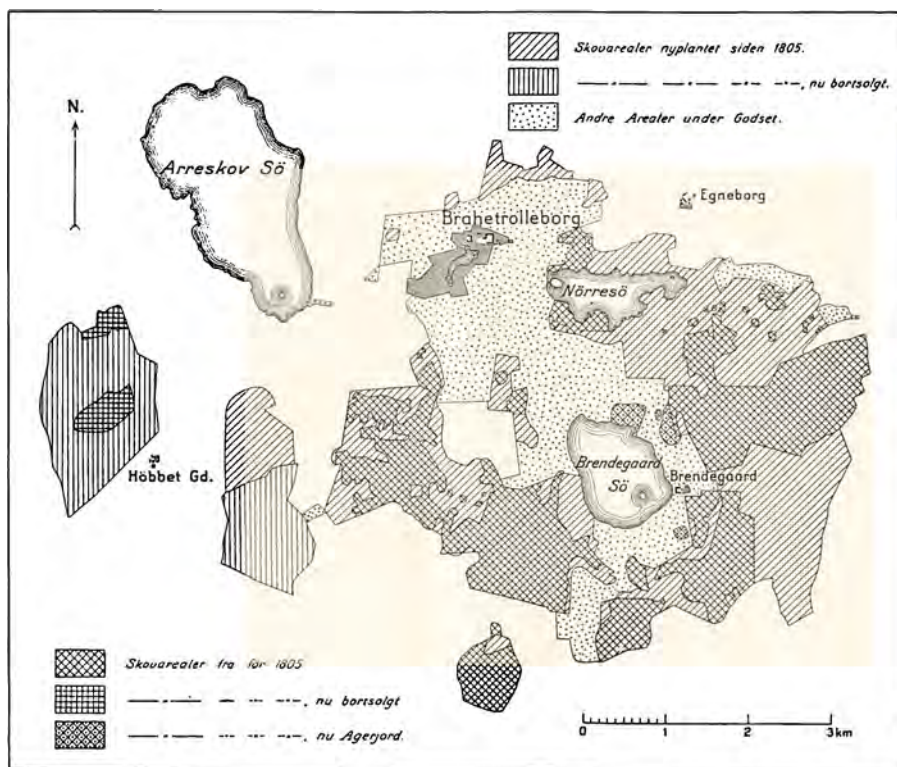 Skovarealer nyplantet siden 1805.
— · — — · — — · — — · —, nu bortsolgt.
Andre Arealer under Godset.
N.
Arreskov Sö
Egneborg
Brahetrolleborg
Nörresö
Höbbet Gd.
Brendegaard
Sö
Brendegaard
Skovarealer fra för 1805
— · — — - - - - · -, nu bortsolgt
— · — - - - - - · -, nu Agerjord.
0 1 2 3 km